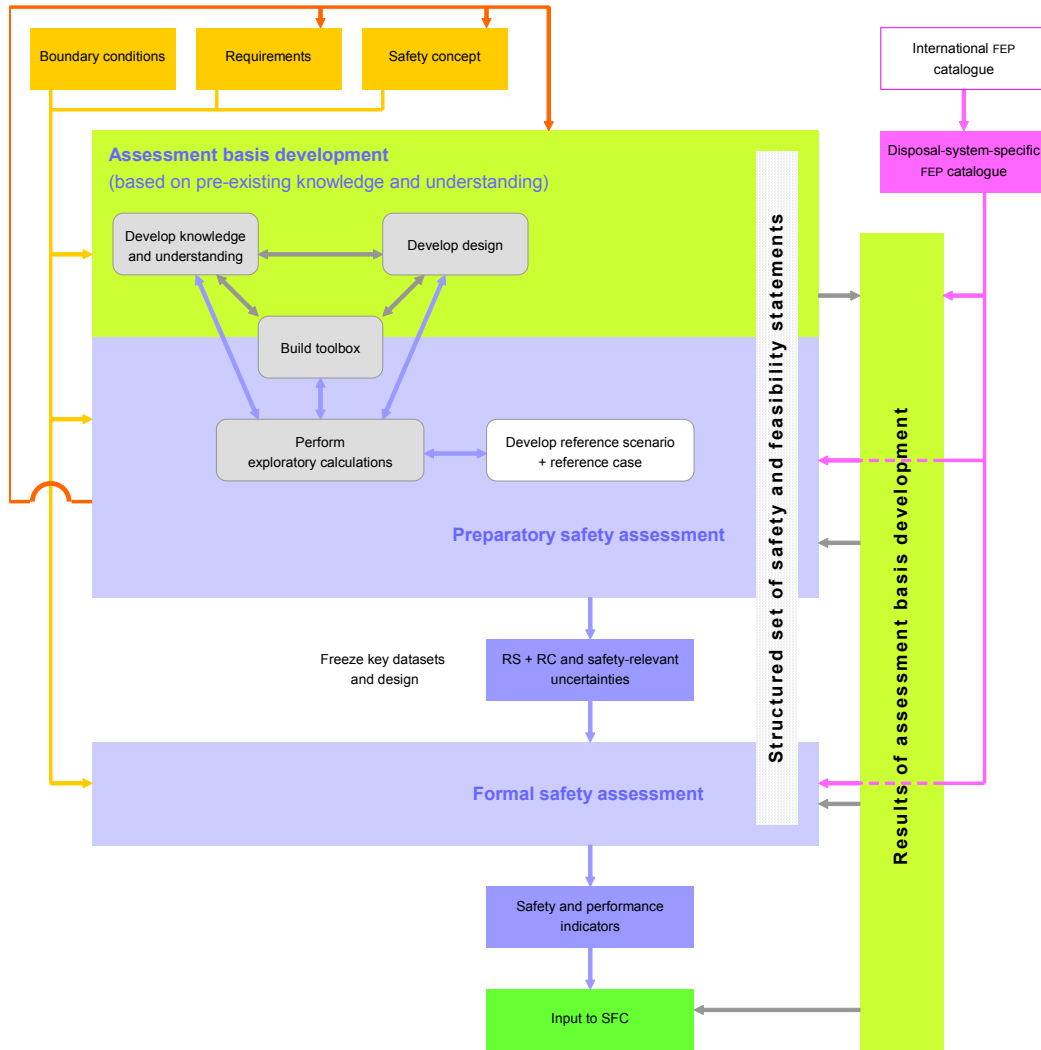 Boundary conditions
Requirements
Safety concept
International FEP
catalogue
Disposal-system-specific
FEP catalogue
Assessment basis development
(based on pre-existing knowledge and understanding)
Develop knowledge
and understanding
Develop design
Build toolbox
Perform
exploratory calculations
Develop reference scenario
+ reference case
Preparatory safety assessment
Structured set of safety and feasibility statements
Results of assessment basis development
Freeze key datasets
and design
RS + RC and safety-relevant
uncertainties
Formal safety assessment
Safety and performance
indicators
Input to SFC